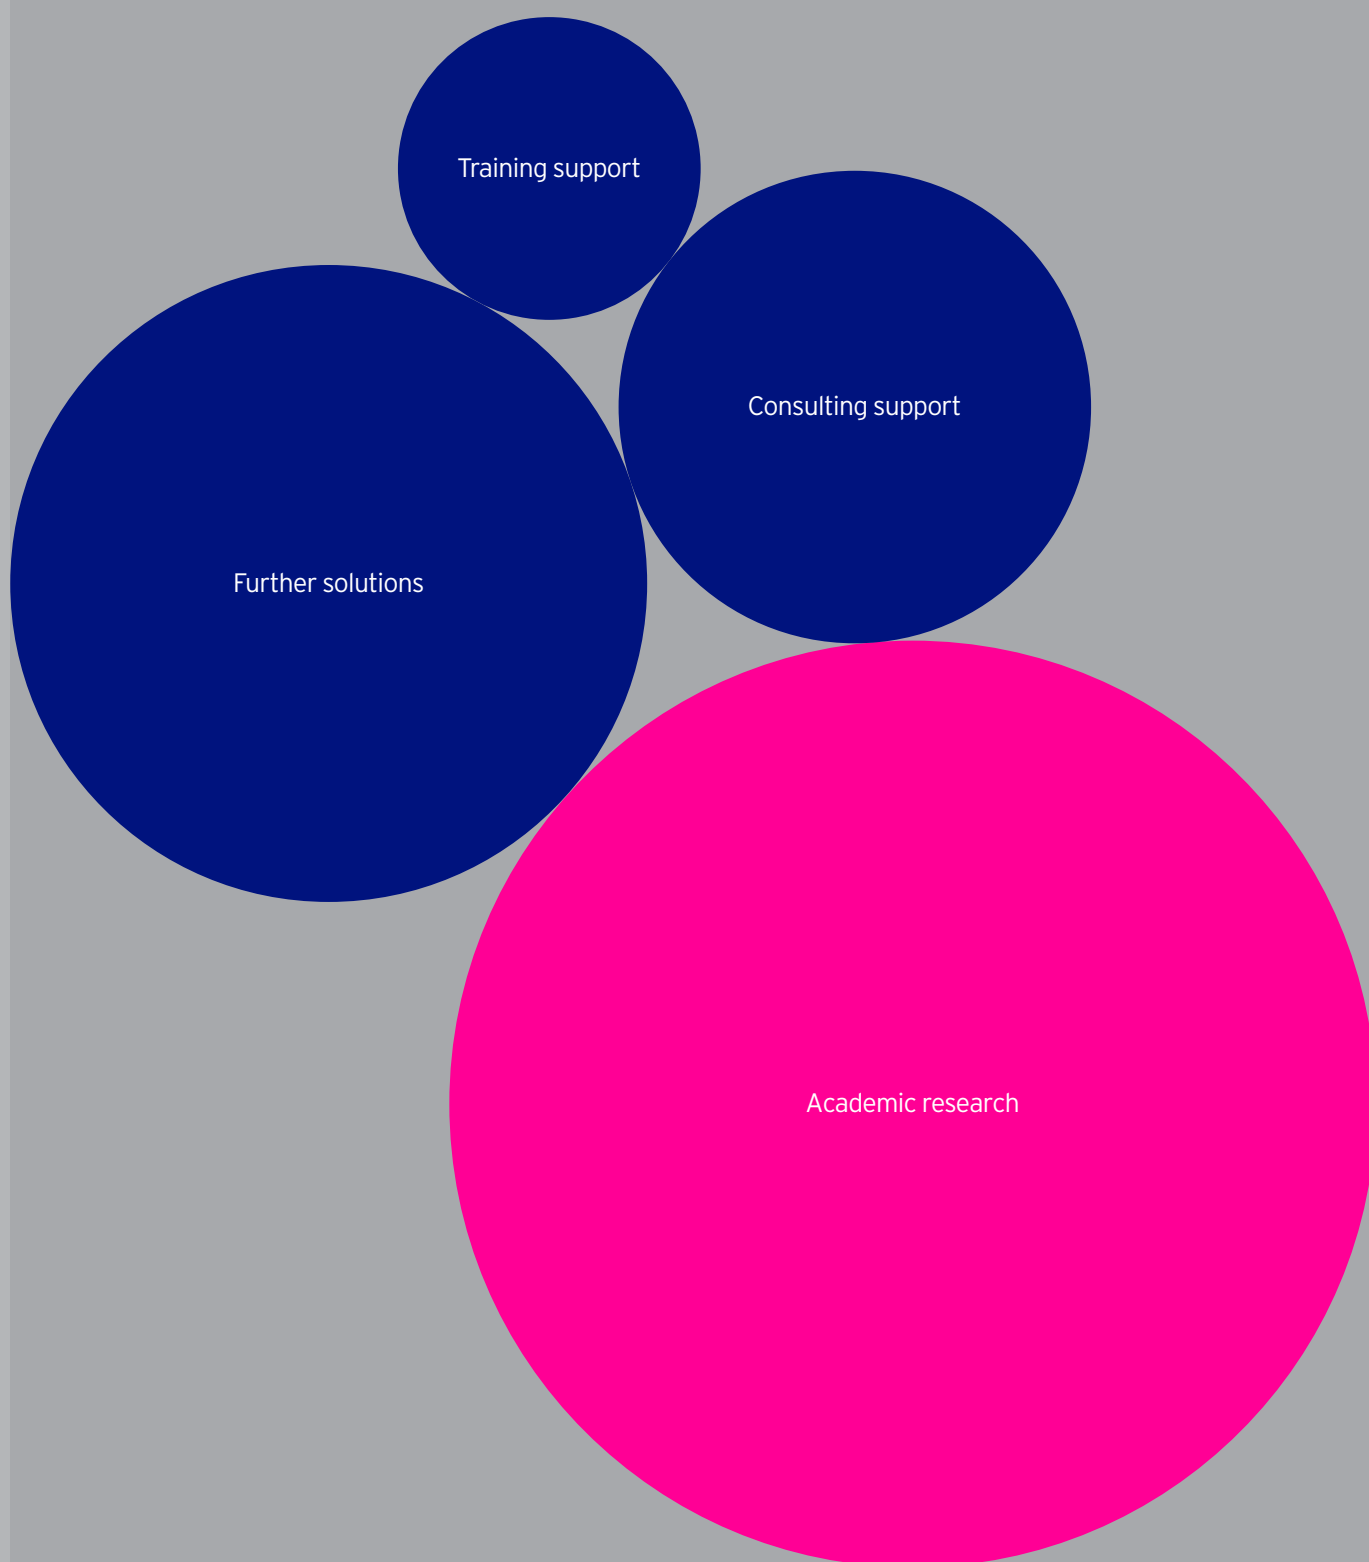 Training support
Consulting support
Further solutions
Academic research